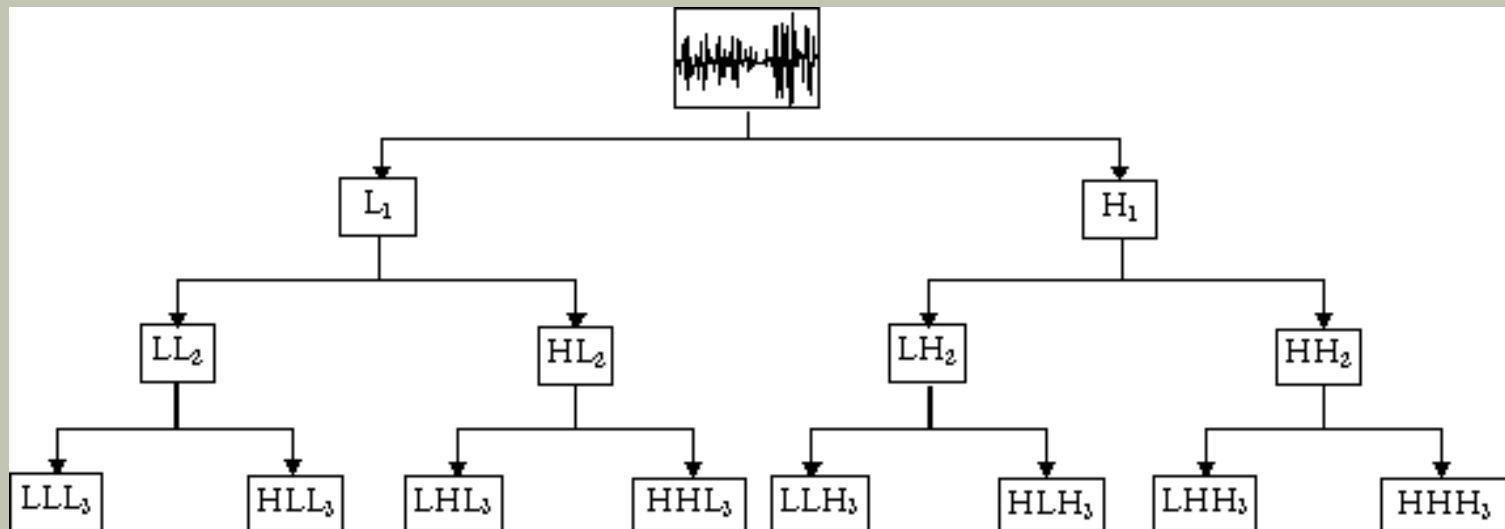 L₁ H₁
LL₂ HL₂ LH₂ HH₂
LLL₃ HLL₃ LHL₃ HHL₃ LLH₃ HLH₃ LHH₃ HHH₃